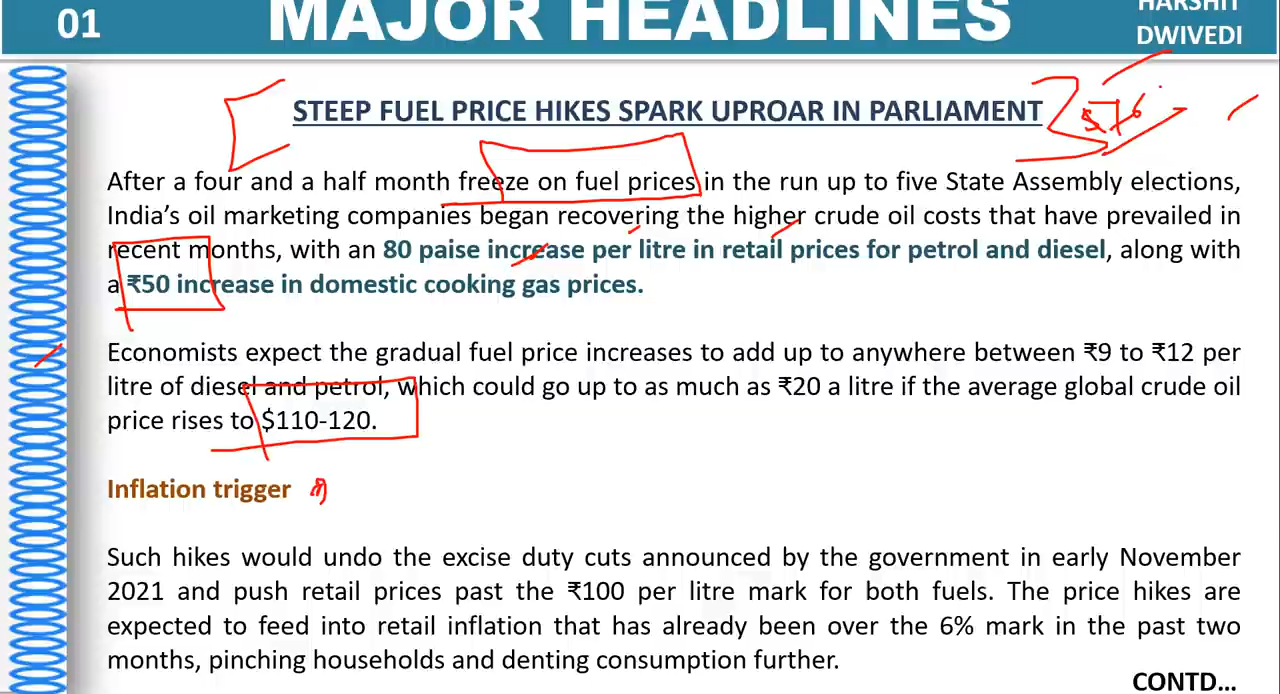 01
MAJOR HEADLINES
HARSHIT
DWIVEDI
STEEP FUEL PRICE HIKES SPARK UPROAR IN PARLIAMENT
$76
After a four and a half month freeze on fuel prices in the run up to five State Assembly elections,
India's oil marketing companies began recovering the higher crude oil costs that have prevailed in
recent months, with an 80 paise increase per litre in retail prices for petrol and diesel, along with
a ₹50 increase in domestic cooking gas prices.
Economists expect the gradual fuel price increases to add up to anywhere between ₹9 to ₹12 per
litre of diesel and petrol, which could go up to as much as ₹20 a litre if the average global crude oil
price rises to $110-120.
Inflation trigger
Such hikes would undo the excise duty cuts announced by the government in early November
2021 and push retail prices past the ₹100 per litre mark for both fuels. The price hikes are
expected to feed into retail inflation that has already been over the 6% mark in the past two
months, pinching households and denting consumption further.
CONTD...